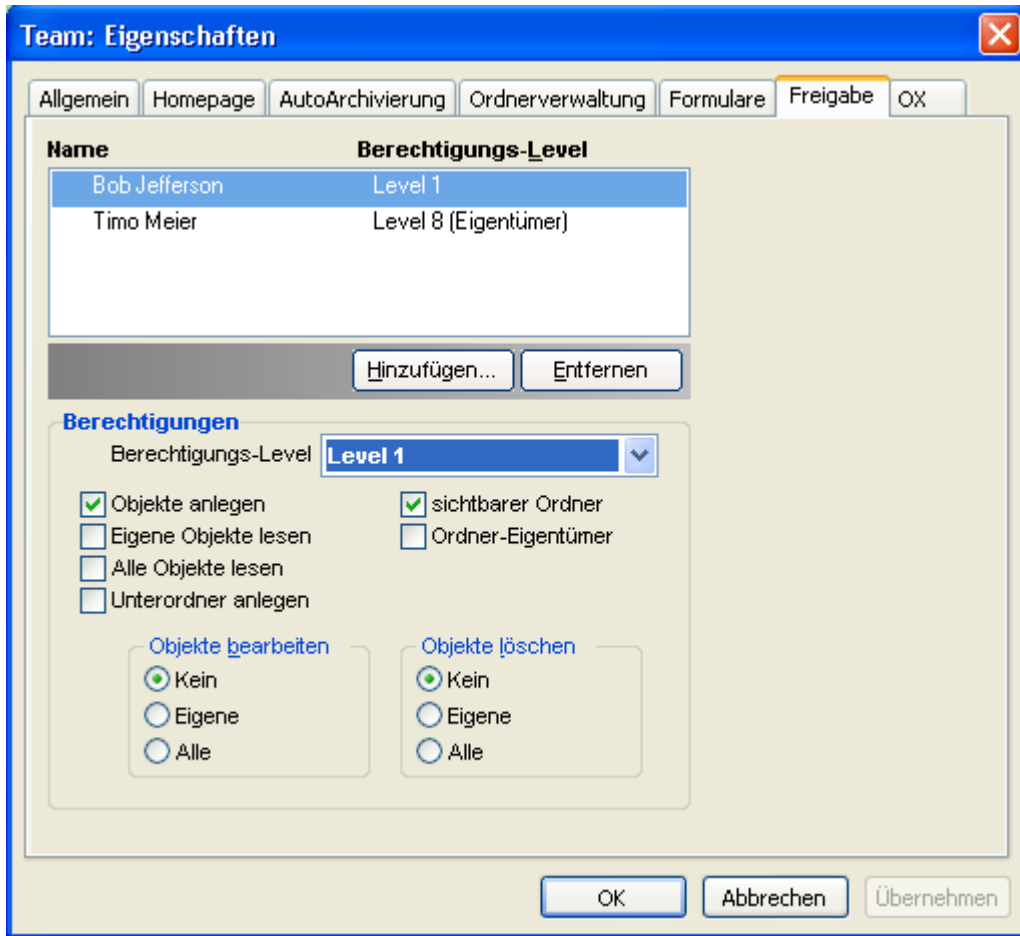 Team: Eigenschaften
Allgemein Homepage AutoArchivierung Ordnerverwaltung Formulare Freigabe OX
Name Berechtigungs-Level
Bob Jefferson Level 1
Timo Meier Level 8 (Eigentümer)
Hinzufügen... Entfernen
Berechtigungen
Berechtigungs-Level Level 1
Objekte anlegen sichtbarer Ordner
Eigene Objekte lesen Ordner-Eigentümer
Alle Objekte lesen
Unterordner anlegen
Objekte bearbeiten Objekte löschen
Kein Kein
Eigene Eigene
Alle Alle
OK Abbrechen Übernehmen